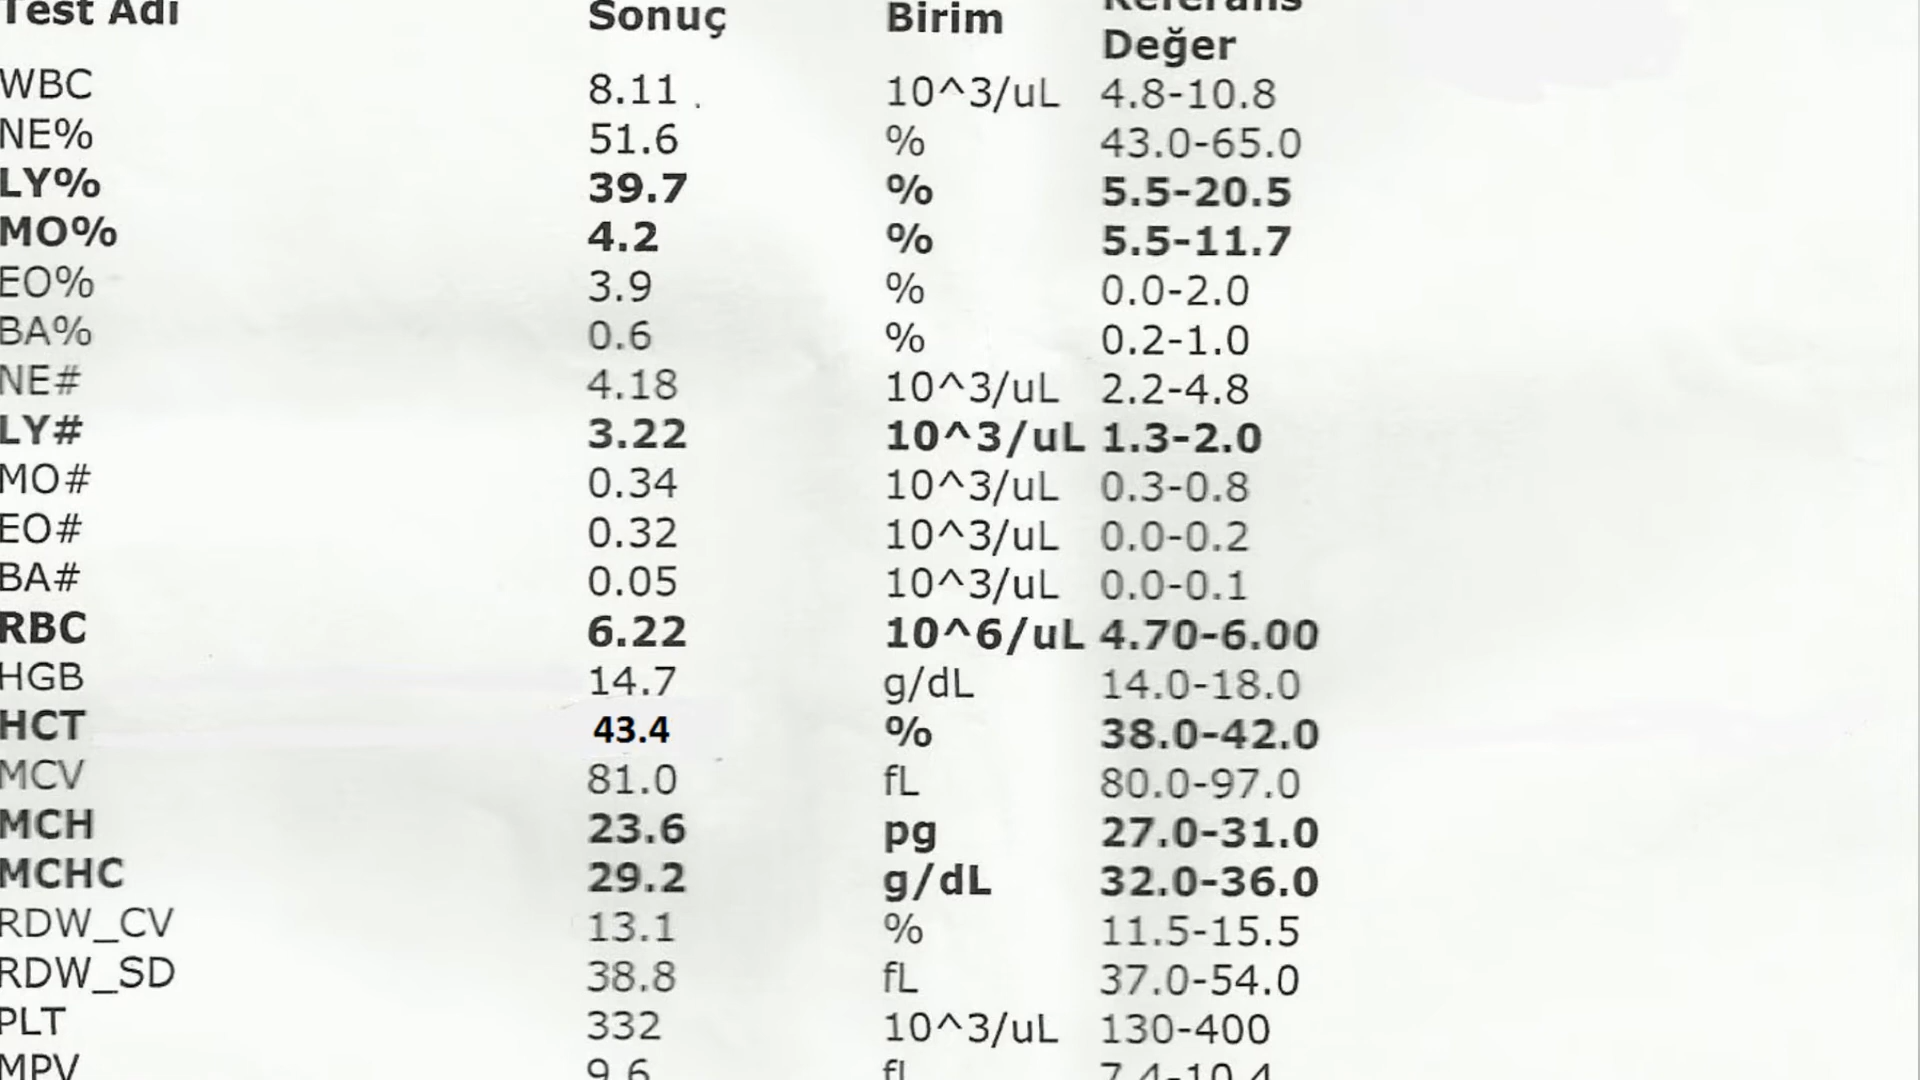 Test Adı Sonuç Birim Referans
Değer
WBC 8.11 . 10^3/uL 4.8-10.8
NE% 51.6 % 43.0-65.0
LY% 39.7 % 5.5-20.5
MO% 4.2 % 5.5-11.7
EO% 3.9 % 0.0-2.0
BA% 0.6 % 0.2-1.0
NE# 4.18 10^3/uL 2.2-4.8
LY# 3.22 10^3/uL 1.3-2.0
MO# 0.34 10^3/uL 0.3-0.8
EO# 0.32 10^3/uL 0.0-0.2
BA# 0.05 10^3/uL 0.0-0.1
RBC 6.22 10^6/uL 4.70-6.00
HGB 14.7 g/dL 14.0-18.0
HCT 43.4 % 38.0-42.0
MCV 81.0 fL 80.0-97.0
MCH 23.6 pg 27.0-31.0
MCHC 29.2 g/dL 32.0-36.0
RDW_CV 13.1 % 11.5-15.5
RDW_SD 38.8 fL 37.0-54.0
PLT 332 10^3/uL 130-400
MPV 9.6 fL 7.4-10.4